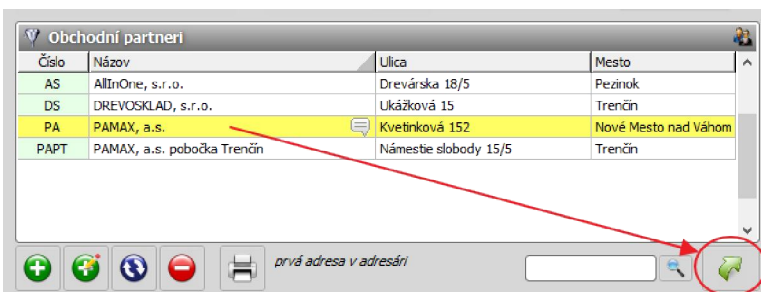 Obchodní partneri
Číslo Názov Ulica Mesto
AS AllInOne, s.r.o. Drevárska 18/5 Pezinok
DS DREVOSKLAD, s.r.o. Ukážková 15 Trenčín
PA PAMAX, a.s. Kvetinková 152 Nové Mesto nad Váhom
PAPT PAMAX, a.s. pobočka Trenčín Námestie slobody 15/5 Trenčín
prvá adresa v adresári